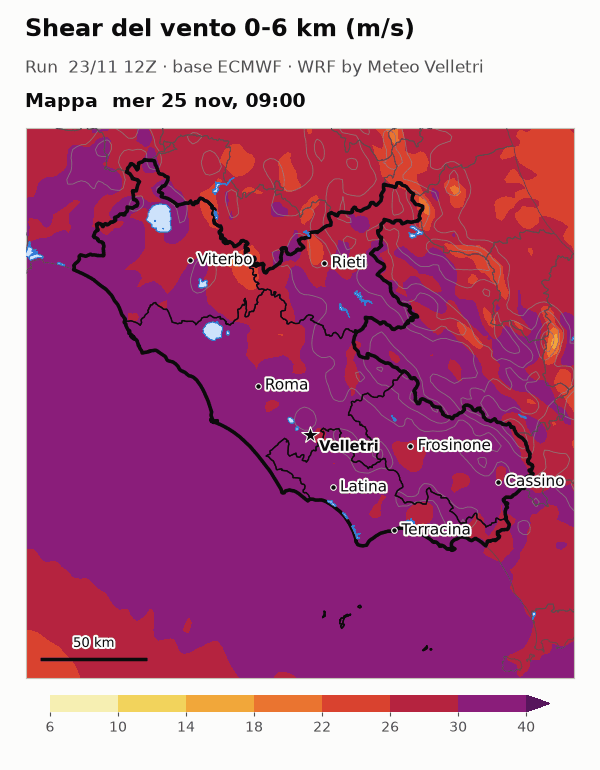 Shear del vento 0-6 km (m/s)
Run  23/11 12Z · base ECMWF · WRF by Meteo Velletri
Mappa  mer 25 nov, 09:00
Viterbo
Rieti
Roma
Velletri
Frosinone
Cassino
Latina
Terracina
50 km
6 10 14 18 22 26 30 40